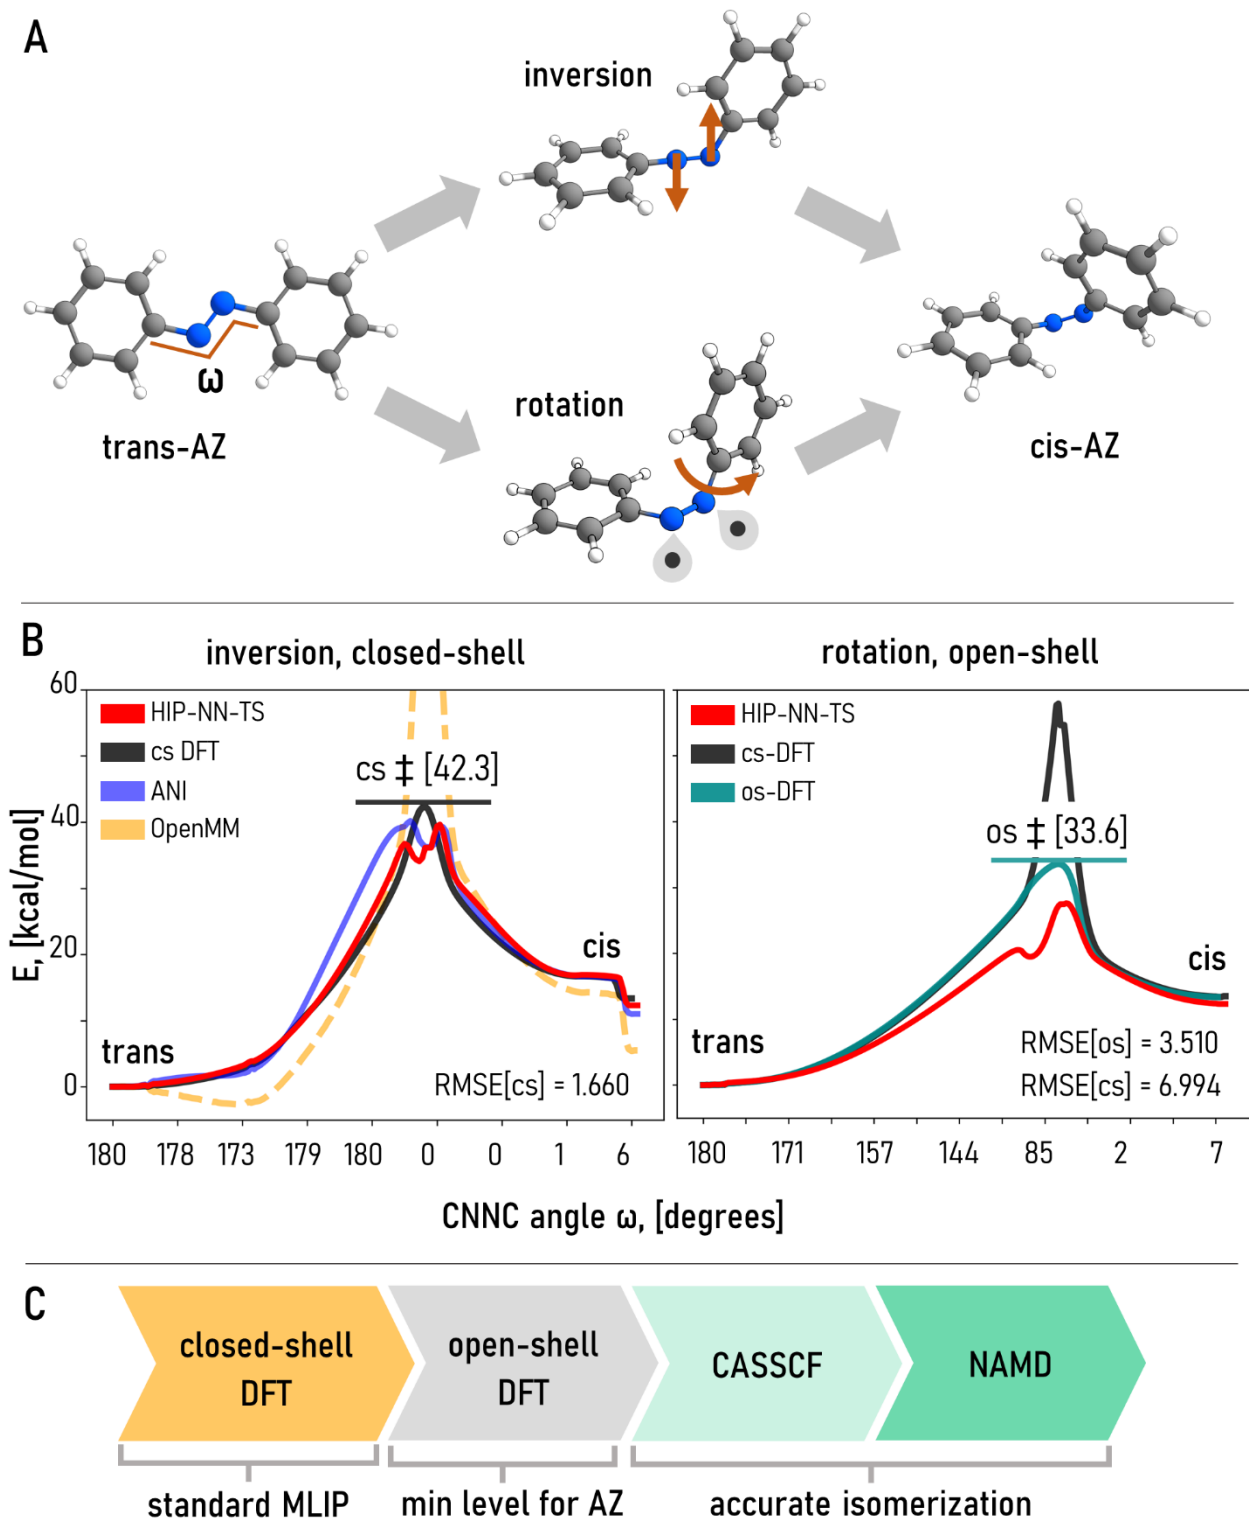 A
inversion
ω
trans-AZ
rotation
cis-AZ
B
inversion, closed-shell
rotation, open-shell
60
40
20
0
E, [kcal/mol]
HIP-NN-TS
cs DFT
ANI
OpenMM
cs ‡ [42.3]
cis
trans
RMSE[cs] = 1.660
180 178 173 179 180 0 0 1 6
HIP-NN-TS
cs-DFT
os-DFT
os ‡ [33.6]
cis
trans
RMSE[os] = 3.510
RMSE[cs] = 6.994
180 171 157 144 85 2 7
CNNC angle ω, [degrees]
C
closed-shell
DFT
open-shell
DFT
CASSCF
NAMD
standard MLIP
min level for AZ
accurate isomerization